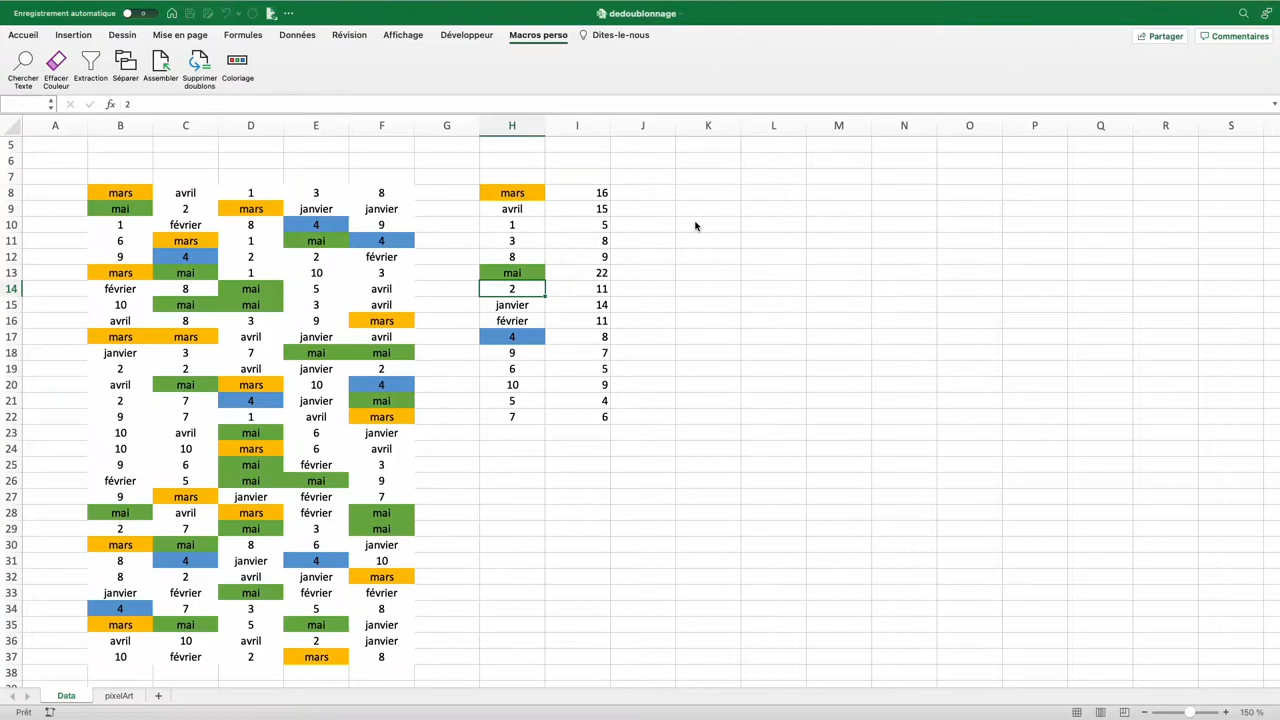 Enregistrement automatique 0 ••• dedoublonnage
Accueil Insertion Dessin Mise en page Formules Données Révision Affichage Développeur Macros perso Dites-le-nous Partager Commentaires
Chercher Texte Effacer Couleur Extraction Séparer Assembler Supprimer doublons Coloriage
fx 2
A B C D E F G H I J K L M N O P Q R S
5
6
7
8 mars avril 1 3 8 mars 16
9 mai 2 mars janvier janvier avril 15
10 1 février 8 4 9 1 5
11 6 mars 1 mai 4 3 8
12 9 4 2 2 février 8 9
13 mars mai 1 10 3 mai 22
14 février 8 mai 5 avril 2 11
15 10 mai mai 3 avril janvier 14
16 avril 8 3 9 mars février 11
17 mars mars avril janvier avril 4 8
18 janvier 3 7 mai mai 9 7
19 2 2 avril janvier 2 6 5
20 avril mai mars 10 4 10 9
21 2 7 4 janvier mai 5 4
22 9 7 1 avril mars 7 6
23 10 avril mai 6 janvier
24 10 10 mars 6 avril
25 9 6 mai février 3
26 février 5 mai mai 9
27 9 mars janvier février 7
28 mai avril mars février mai
29 2 7 mai 3 mai
30 mars mai 8 6 janvier
31 8 4 janvier 4 10
32 8 2 avril janvier mars
33 janvier février mai février février
34 4 7 3 5 8
35 mars mai 5 mai janvier
36 avril 10 avril 2 janvier
37 10 février 2 mars 8
38
Data pixelArt
Prêt 150 %